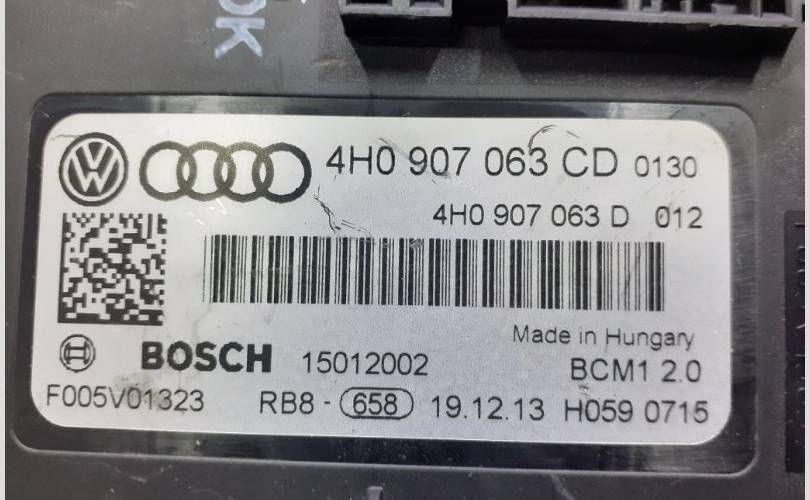 OK
4H0 907 063 CD 0130
4H0 907 063 D 012
Made in Hungary
BOSCH 15012002 BCM1 2.0
F005V01323 RB8 - 658 19.12.13 H059 0715